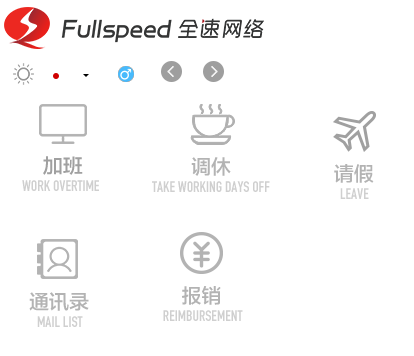 Fullspeed 全速网络
加班
WORK OVERTIME
调休
TAKE WORKING DAYS OFF
请假
LEAVE
通讯录
MAIL LIST
报销
REIMBURSEMENT